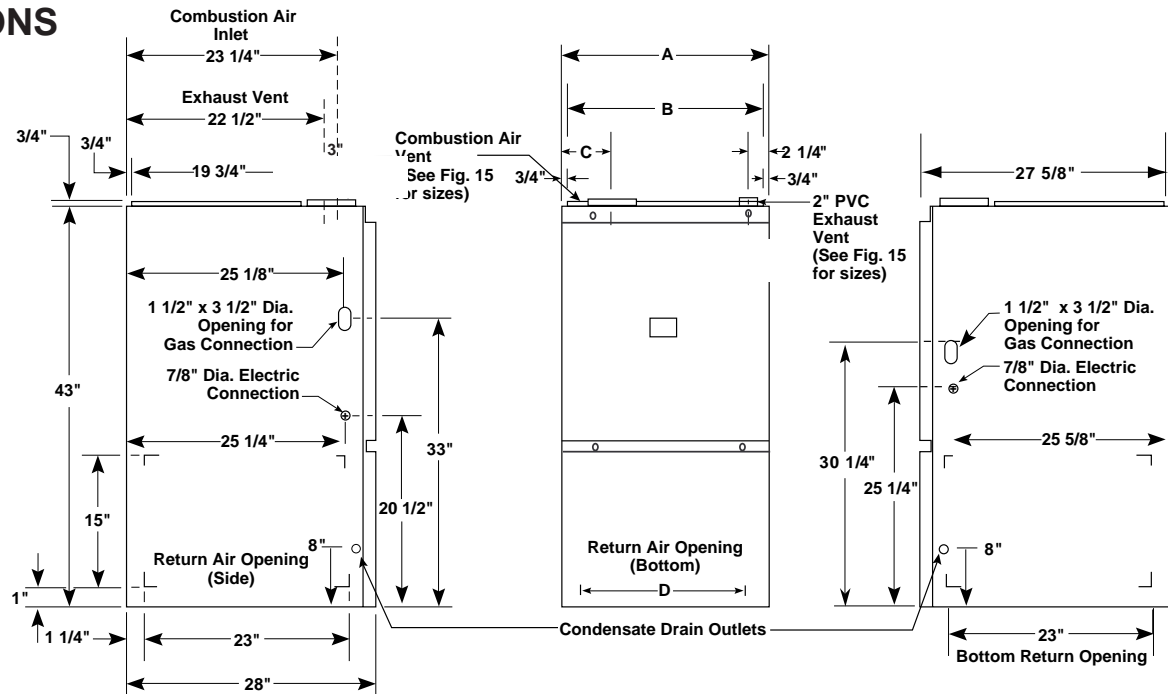 ONS
Combustion Air
Inlet
23 1/4"
Exhaust Vent
22 1/2"
3"
3/4"
3/4"
19 3/4"
25 1/8"
1 1/2" x 3 1/2" Dia.
Opening for
Gas Connection
7/8" Dia. Electric
Connection
43"
25 1/4"
33"
20 1/2"
15"
8"
Return Air Opening
(Side)
1"
1 1/4"
23"
28"
A
B
C
2 1/4"
Combustion Air
Vent
See Fig. 15
or sizes)
3/4"
3/4"
2" PVC
Exhaust
Vent
(See Fig. 15
for sizes)
Return Air Opening
(Bottom)
D
Condensate Drain Outlets
27 5/8"
1 1/2" x 3 1/2" Dia.
Opening for
Gas Connection
7/8" Dia. Electric
Connection
25 5/8"
30 1/4"
25 1/4"
8"
23"
Bottom Return Opening